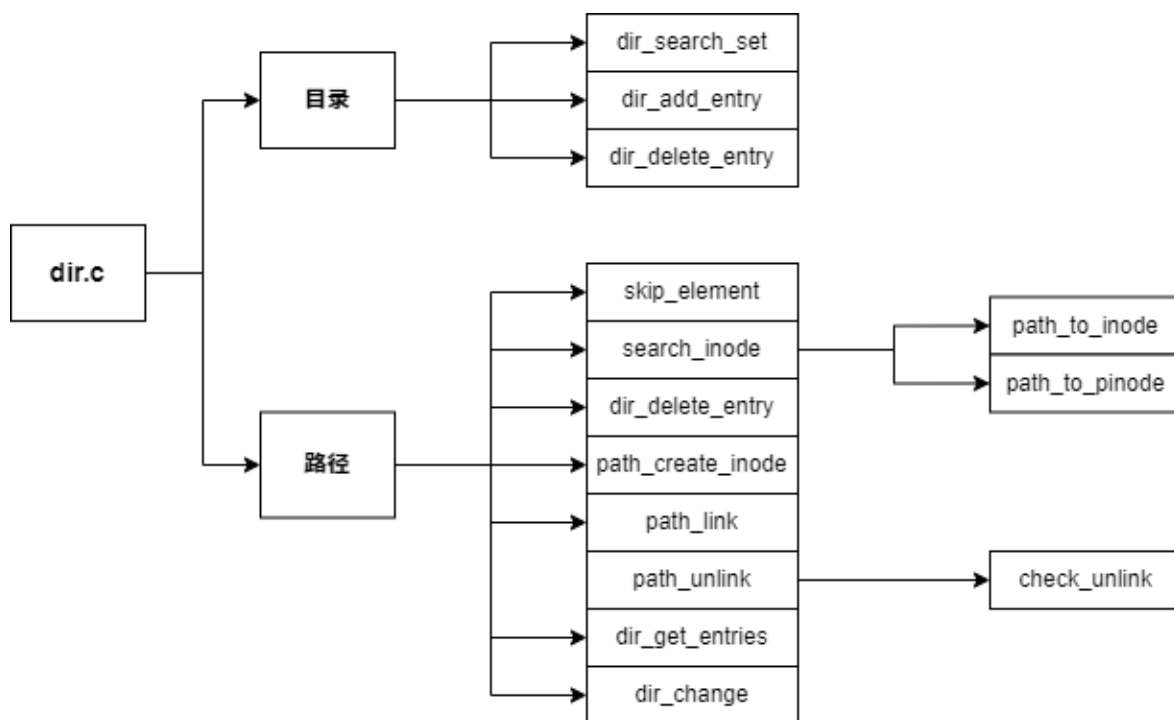 dir.c
目录
dir_search_set
dir_add_entry
dir_delete_entry
路径
skip_element
search_inode
dir_delete_entry
path_create_inode
path_link
path_unlink
dir_get_entries
dir_change
path_to_inode
path_to_pinode
check_unlink